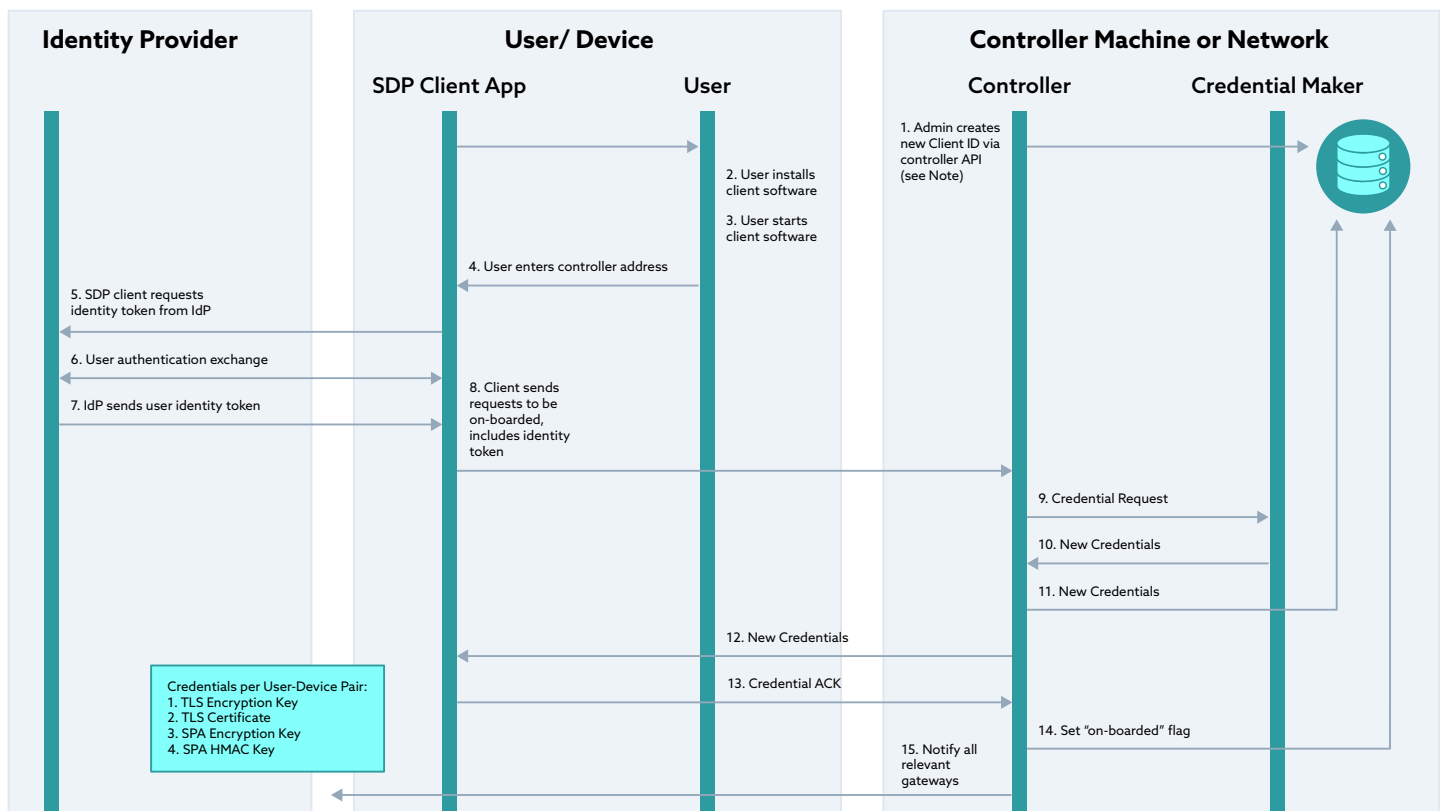 Identity Provider
User/ Device
Controller Machine or Network
SDP Client App
User
Controller
Credential Maker
1. Admin creates
new Client ID via
controller API
(see Note)
2. User installs
client software
3. User starts
client software
4. User enters controller address
5. SDP client requests
identity token from IdP
6. User authentication exchange
7. IdP sends user identity token
8. Client sends
requests to be
on-boarded,
includes identity
token
9. Credential Request
10. New Credentials
11. New Credentials
12. New Credentials
13. Credential ACK
Credentials per User-Device Pair:
1. TLS Encryption Key
2. TLS Certificate
3. SPA Encryption Key
4. SPA HMAC Key
14. Set “on-boarded” flag
15. Notify all
relevant
gateways